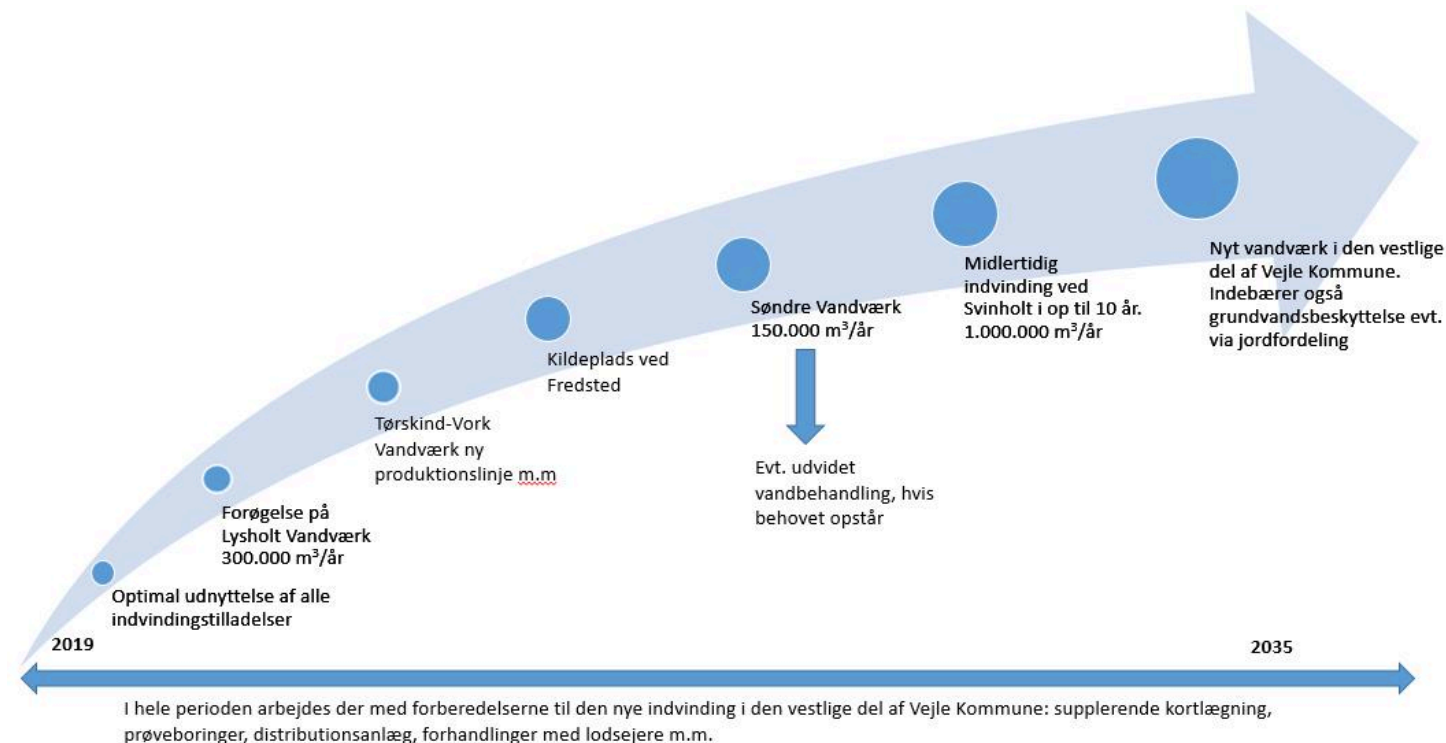 Optimal udnyttelse af alle
indvindingstilladelser
Forøgelse på
Lysholt Vandværk
300.000 m³/år
Tørskind-Vork
Vandværk ny
produktionslinje m.m
Kildeplads ved
Fredsted
Søndre Vandværk
150.000 m³/år
Evt. udvidet
vandbehandling, hvis
behovet opstår
Midlertidig
indvinding ved
Svinholt i op til 10 år.
1.000.000 m³/år
Nyt vandværk i den vestlige
del af Vejle Kommune.
Indebærer også
grundvandsbeskyttelse evt.
via jordfordeling
2019
2035
I hele perioden arbejdes der med forberedelserne til den nye indvinding i den vestlige del af Vejle Kommune: supplerende kortlægning,
prøveboringer, distributionsanlæg, forhandlinger med lodsejere m.m.